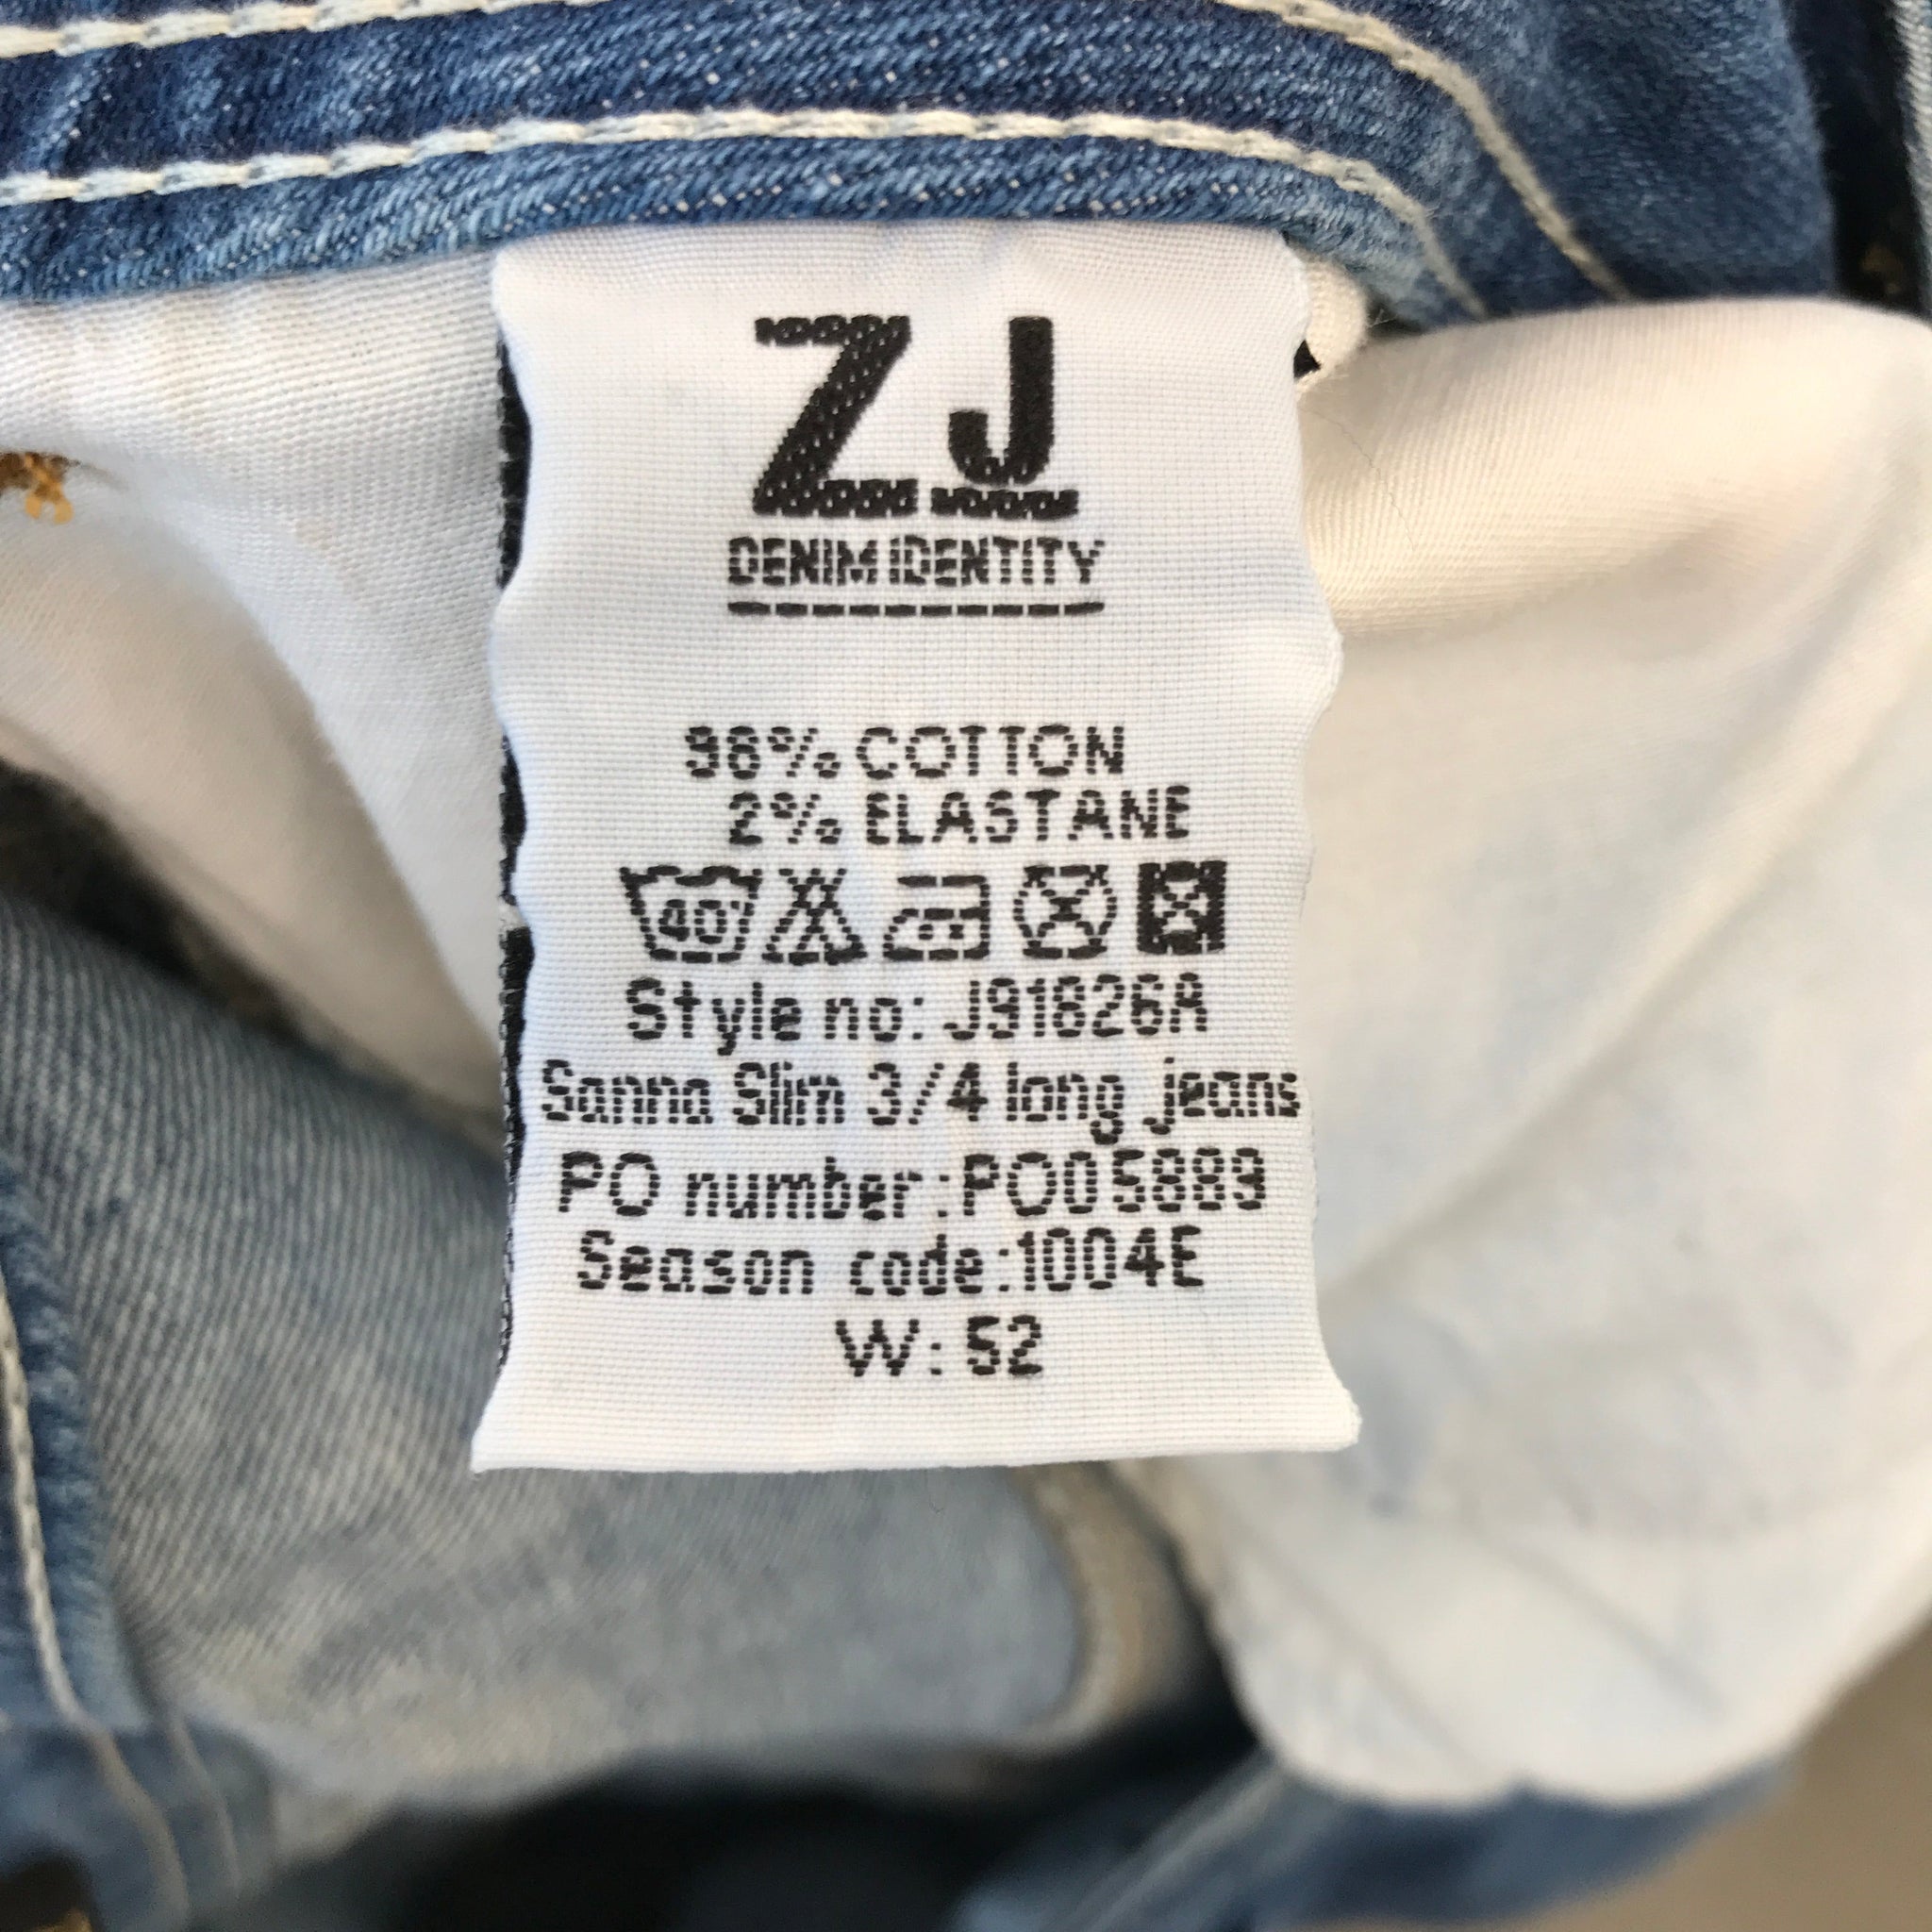 ZJ
DENIM IDENTITY
98% COTTON
2% ELASTANE
40°
Style no: J91826A
Sanna Slim 3/4 long jeans
PO number:PO05889
Season code:1004E
W: 52